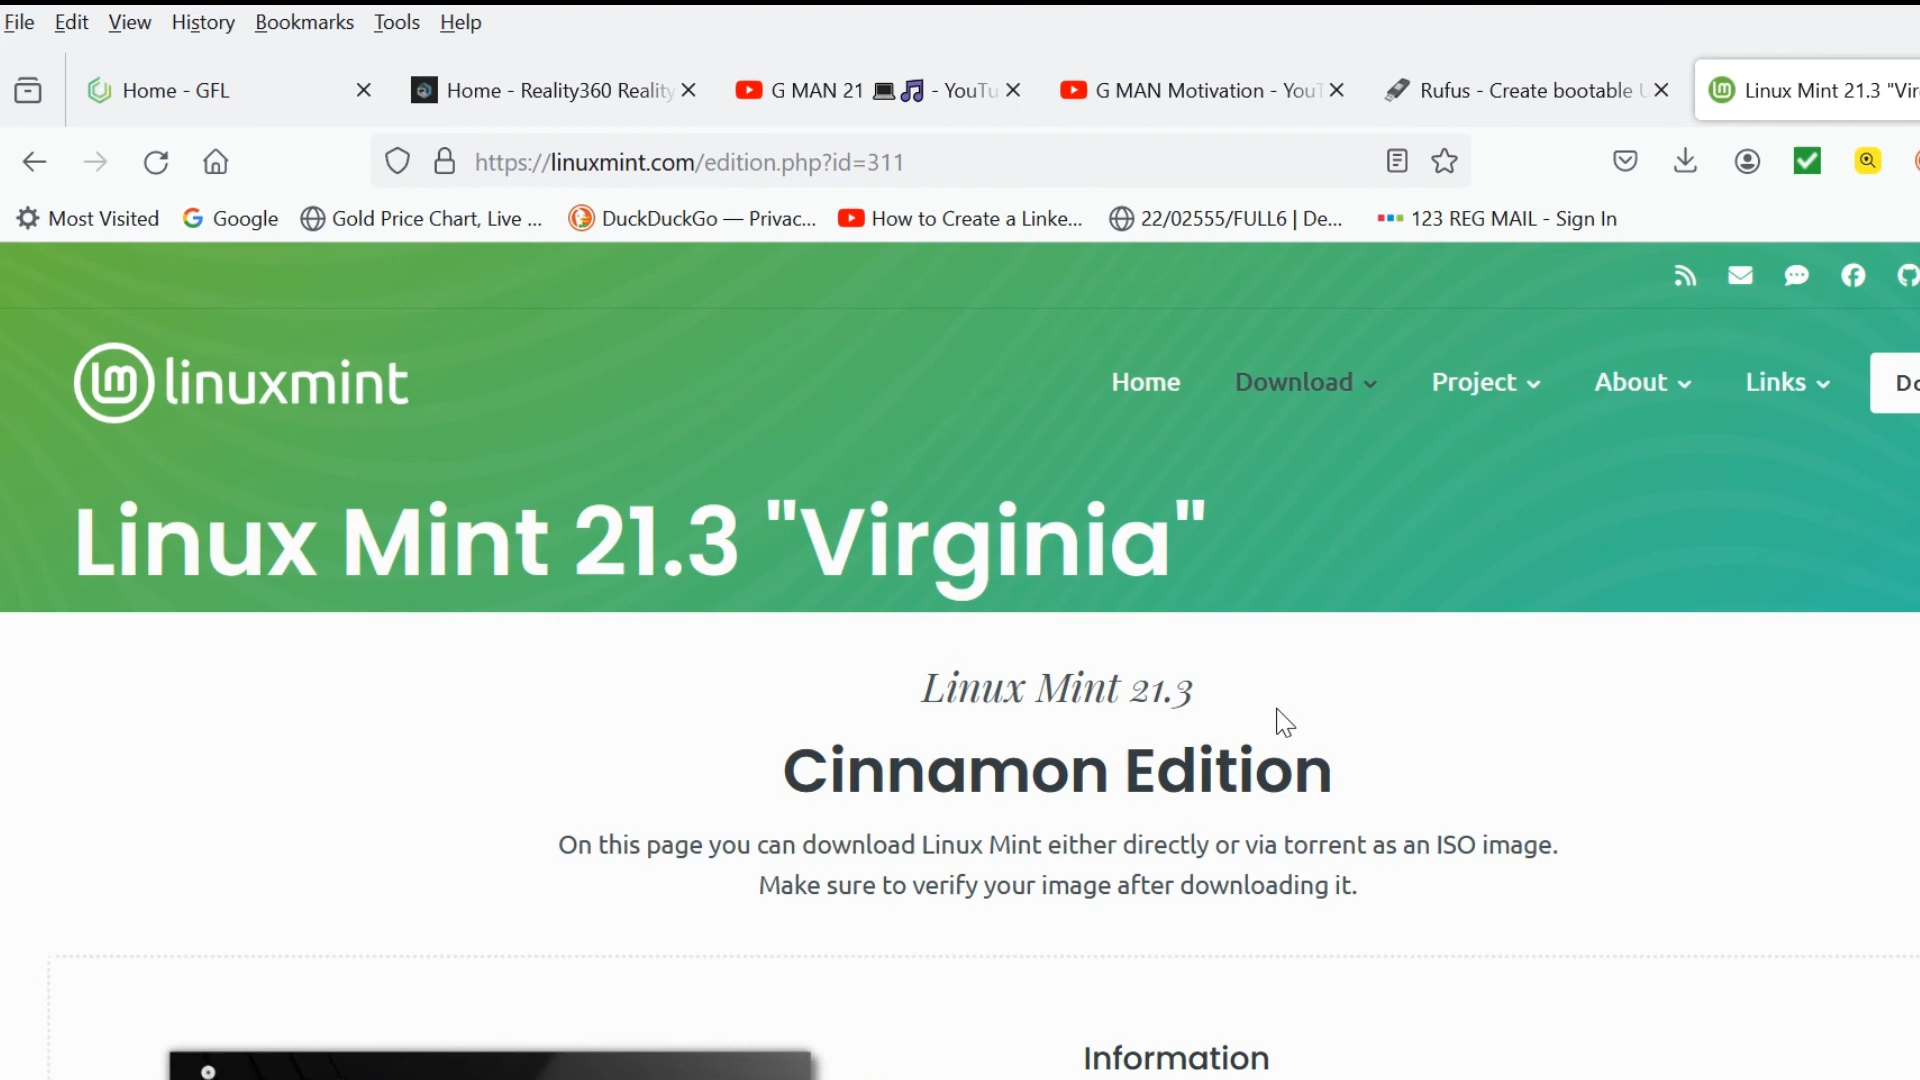 File Edit View History Bookmarks Tools Help
Home - GFL
Home - Reality360 Reality
G MAN 21 💻🎵 - YouTu
G MAN Motivation - YouT
Rufus - Create bootable
Linux Mint 21.3 "Vir
https://linuxmint.com/edition.php?id=311
Most Visited
Google
Gold Price Chart, Live ...
DuckDuckGo — Privac...
How to Create a Linke...
22/02555/FULL6 | De...
123 REG MAIL - Sign In
linuxmint
Home
Download
Project
About
Links
Linux Mint 21.3 "Virginia"
Linux Mint 21.3
Cinnamon Edition
On this page you can download Linux Mint either directly or via torrent as an ISO image.
Make sure to verify your image after downloading it.
Information